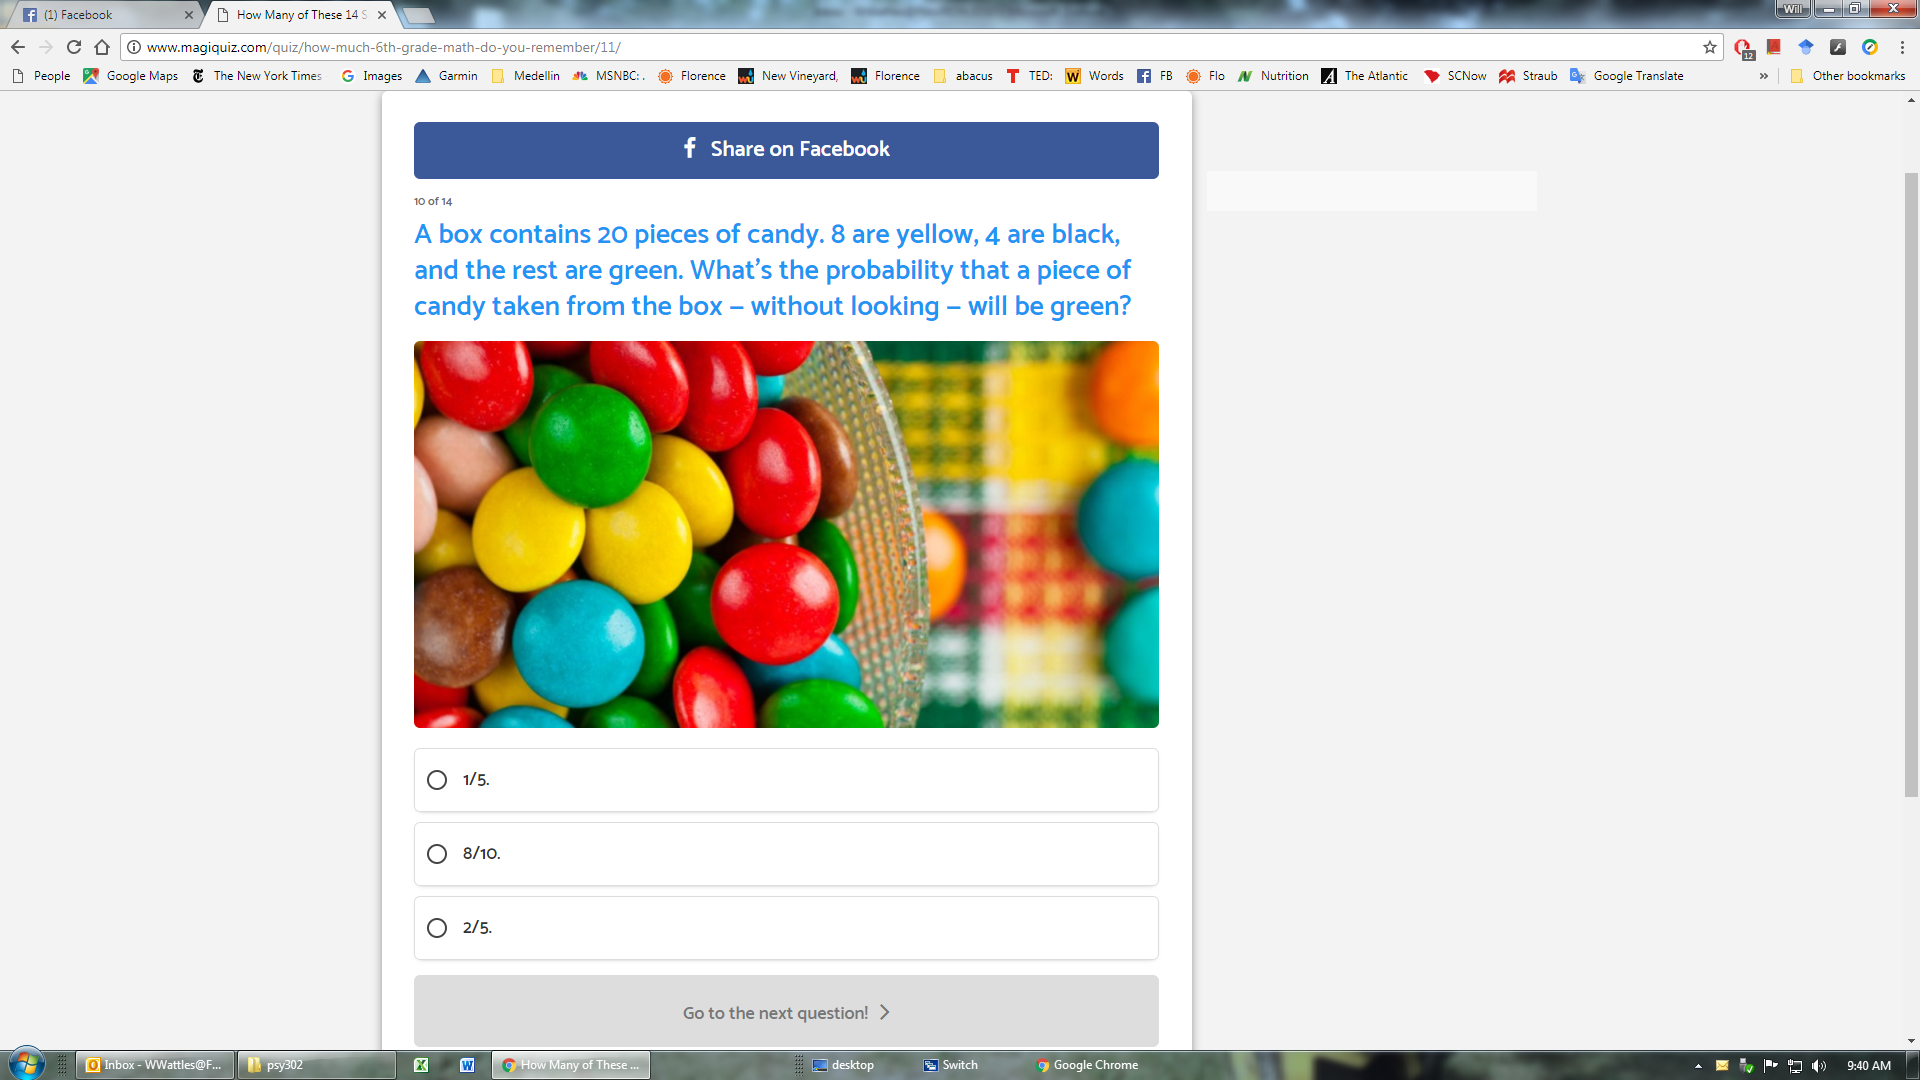 (1) Facebook
How Many of These 14 S
www.magiquiz.com/quiz/how-much-6th-grade-math-do-you-remember/11/
Will
12
People Google Maps The New York Times Images Garmin Medellin MSNBC: . Florence New Vineyard, Florence abacus TED: Words FB Flo Nutrition The Atlantic SCNow Straub Google Translate » Other bookmarks
Share on Facebook
10 of 14
A box contains 20 pieces of candy. 8 are yellow, 4 are black,
and the rest are green. What's the probability that a piece of
candy taken from the box – without looking – will be green?
1/5.
8/10.
2/5.
Go to the next question!
Inbox - WWattles@F... psy302 How Many of These ... desktop Switch Google Chrome 9:40 AM